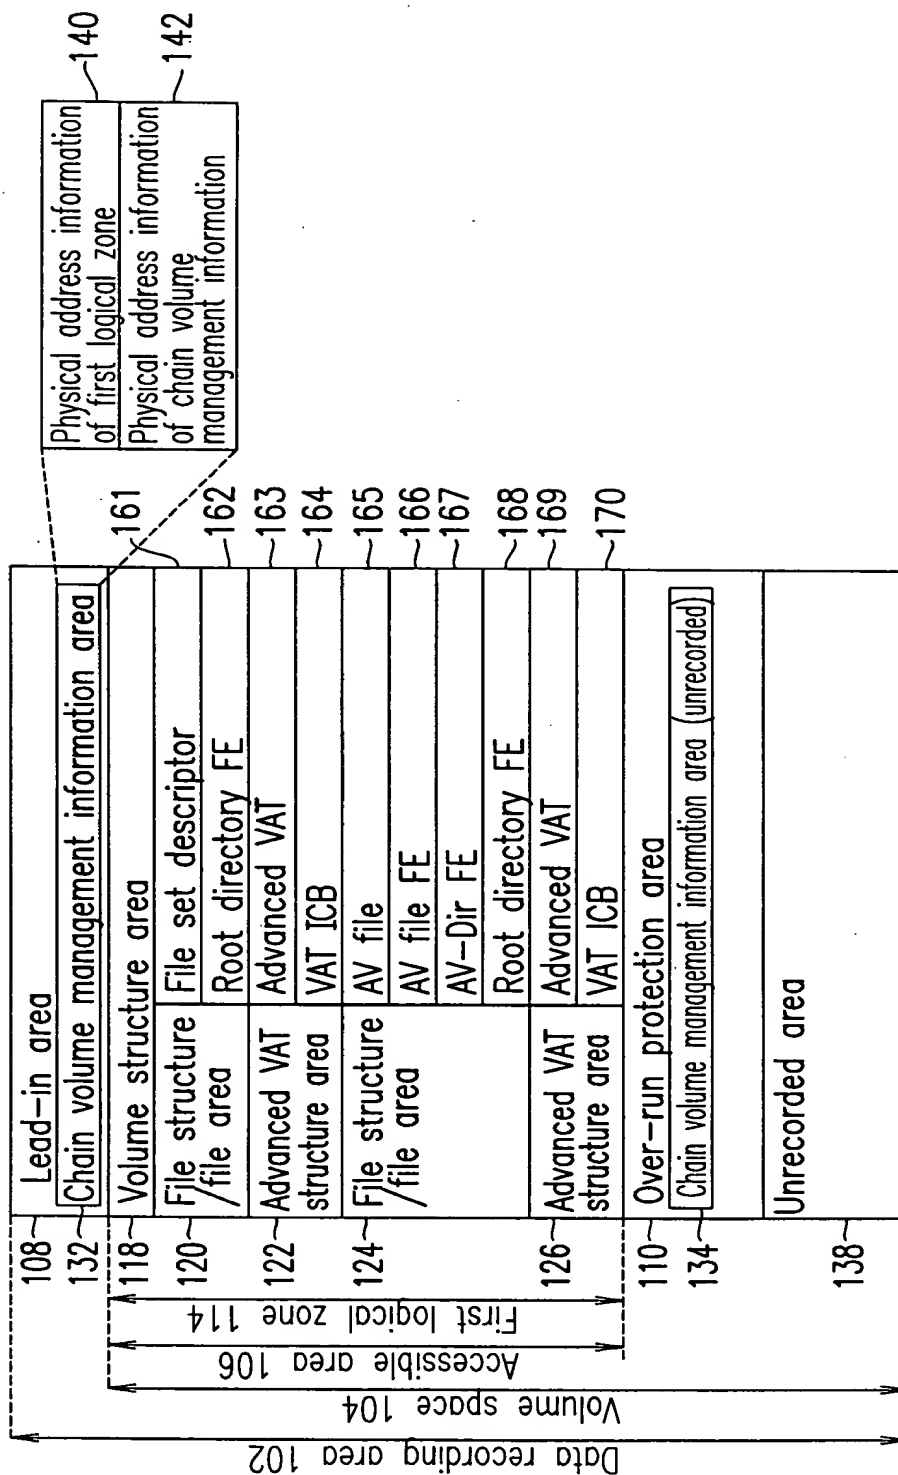 Data recording area 102
Volume space 104
Accessible area 106
First logical zone 114
108
Lead-in area
132
Chain volume management information area
118
Volume structure area
120
File structure
/file area
File set descriptor
161
Root directory FE
162
122
Advanced VAT
structure area
Advanced VAT
163
VAT ICB
164
124
File structure
/file area
AV file
165
AV file FE
166
AV-Dir FE
167
Root directory FE
168
126
Advanced VAT
structure area
Advanced VAT
169
VAT ICB
170
110
Over-run protection area
134
Chain volume management information area (unrecorded)
138
Unrecorded area
Physical address information
of first logical zone
140
Physical address information
of chain volume
management information
142